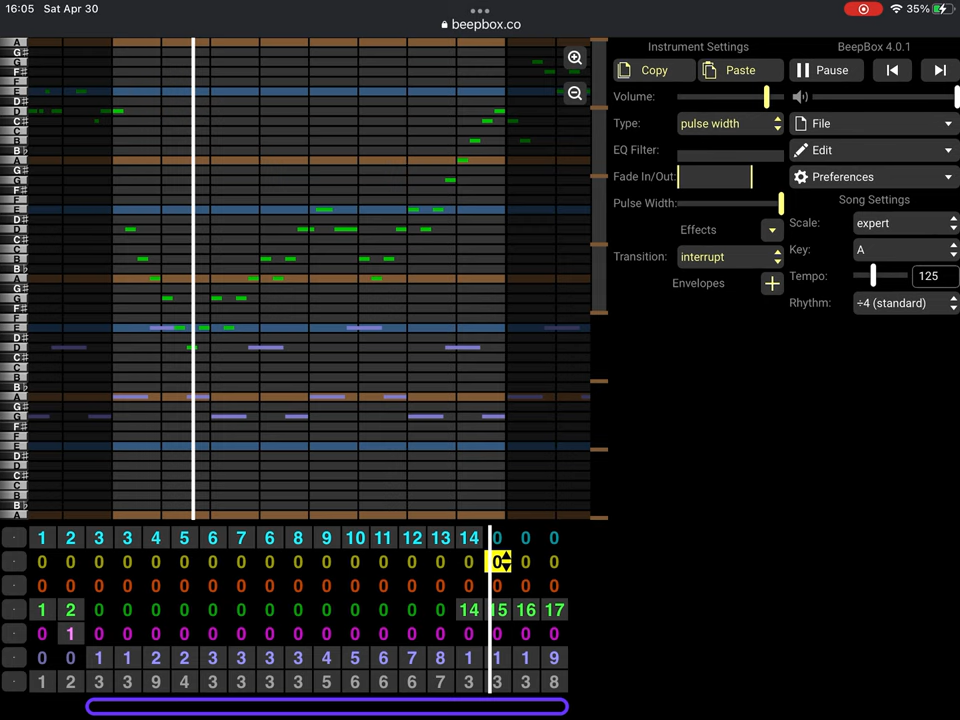 16:05 Sat Apr 30
35%
beepbox.co
Instrument Settings
BeepBox 4.0.1
Copy
Paste
Pause
Volume:
Type:
pulse width
File
EQ Filter:
Edit
Fade In/Out:
Preferences
Pulse Width:
Song Settings
Effects
Scale:
expert
Transition:
interrupt
Key:
A
Envelopes
Tempo:
125
Rhythm:
÷4 (standard)
A
G♯
G
F♯
F
E
D♯
D
C♯
C
B
B♭
A
G♯
G
F♯
F
E
D♯
D
C♯
C
B
B♭
A
G♯
G
F♯
F
E
D♯
D
C♯
C
B
B♭
A
G♯
G
F♯
F
E
D♯
D
C♯
C
B
B♭
A
1 2 3 3 4 5 6 7 6 8 9 10 11 12 13 14 0 0 0
0 0 0 0 0 0 0 0 0 0 0 0 0 0 0 0 0 0 0
0 0 0 0 0 0 0 0 0 0 0 0 0 0 0 0 0 0 0
1 2 0 0 0 0 0 0 0 0 0 0 0 0 0 14 15 16 17
0 1 0 0 0 0 0 0 0 0 0 0 0 0 0 0 0 0 0
0 0 1 1 2 2 3 3 3 3 4 5 6 7 8 1 1 1 9
1 2 3 3 9 4 3 3 3 3 5 6 6 6 7 3 3 3 8